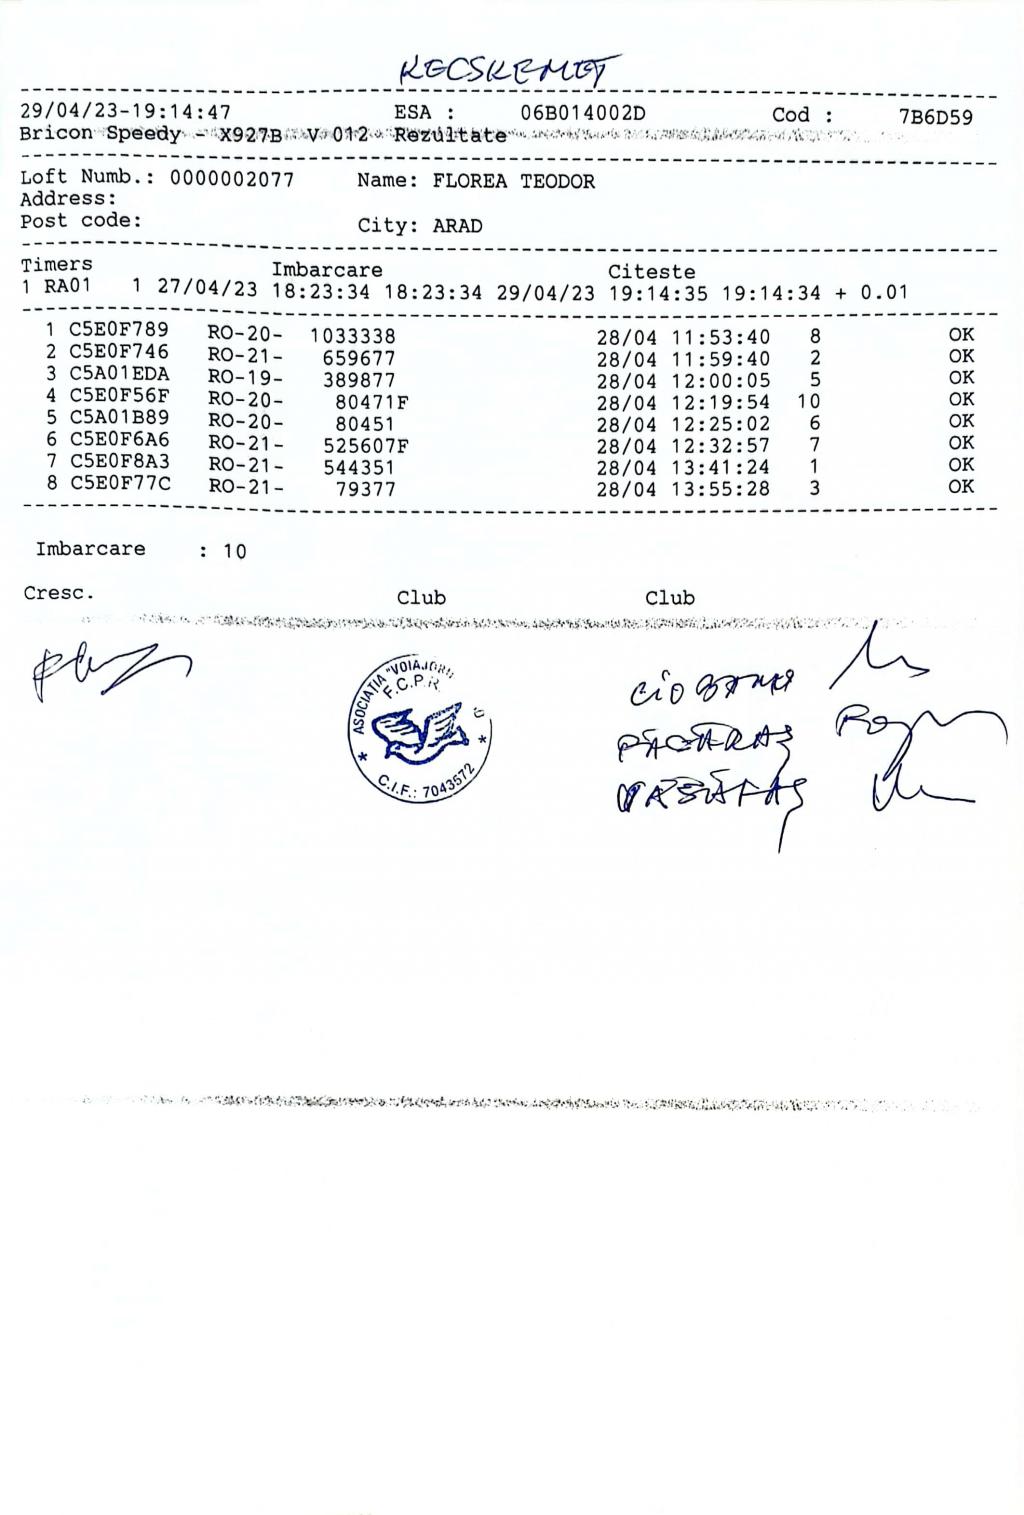 KECSKEMET
29/04/23-19:14:47 ESA : 06B014002D Cod : 7B6D59
Bricon Speedy - X927B V 012 - Rezultate
Loft Numb.: 0000002077 Name: FLOREA TEODOR
Address:
Post code: City: ARAD
Timers Imbarcare Citeste
1 RA01 1 27/04/23 18:23:34 18:23:34 29/04/23 19:14:35 19:14:34 + 0.01
1 C5E0F789 RO-20- 1033338 28/04 11:53:40 8 OK
2 C5E0F746 RO-21- 659677 28/04 11:59:40 2 OK
3 C5A01EDA RO-19- 389877 28/04 12:00:05 5 OK
4 C5E0F56F RO-20- 80471F 28/04 12:19:54 10 OK
5 C5A01B89 RO-20- 80451 28/04 12:25:02 6 OK
6 C5E0F6A6 RO-21- 525607F 28/04 12:32:57 7 OK
7 C5E0F8A3 RO-21- 544351 28/04 13:41:24 1 OK
8 C5E0F77C RO-21- 79377 28/04 13:55:28 3 OK
Imbarcare : 10
Cresc. Club Club
ASOCIATIA "VOIAJORUL
F.C.P.R.
* C.I.F.: 7043572 *